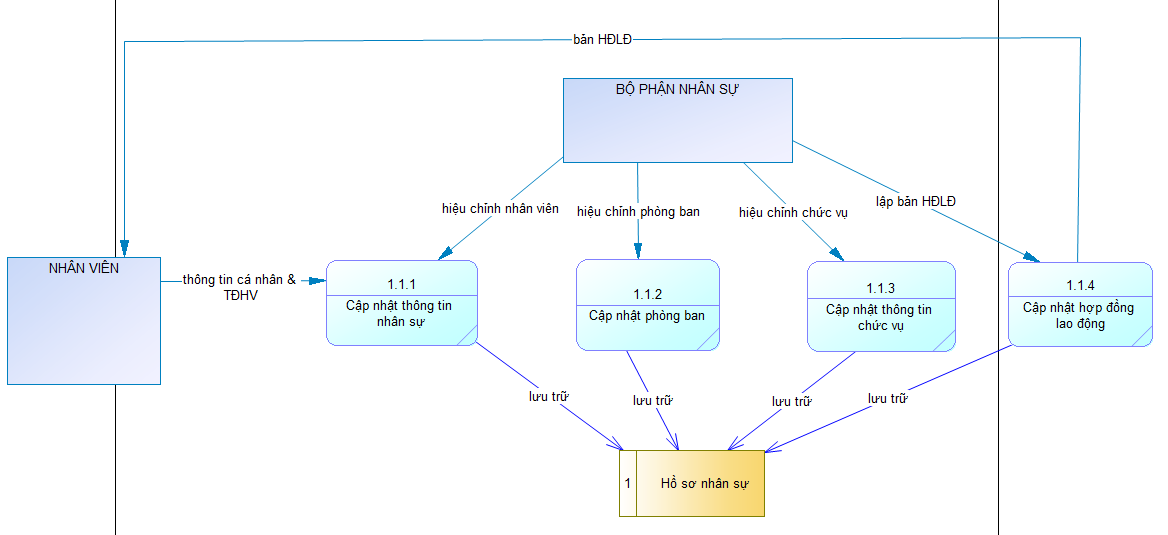 bản HĐLĐ
BỘ PHẬN NHÂN SỰ
hiệu chỉnh nhân viên
hiệu chỉnh phòng ban
hiệu chỉnh chức vụ
lập bản HĐLĐ
NHÂN VIÊN
thông tin cá nhân &
TĐHV
1.1.1
Cập nhật thông tin
nhân sự
1.1.2
Cập nhật phòng ban
1.1.3
Cập nhật thông tin
chức vụ
1.1.4
Cập nhật hợp đồng
lao động
lưu trữ
lưu trữ
lưu trữ
lưu trữ
1
Hồ sơ nhân sự